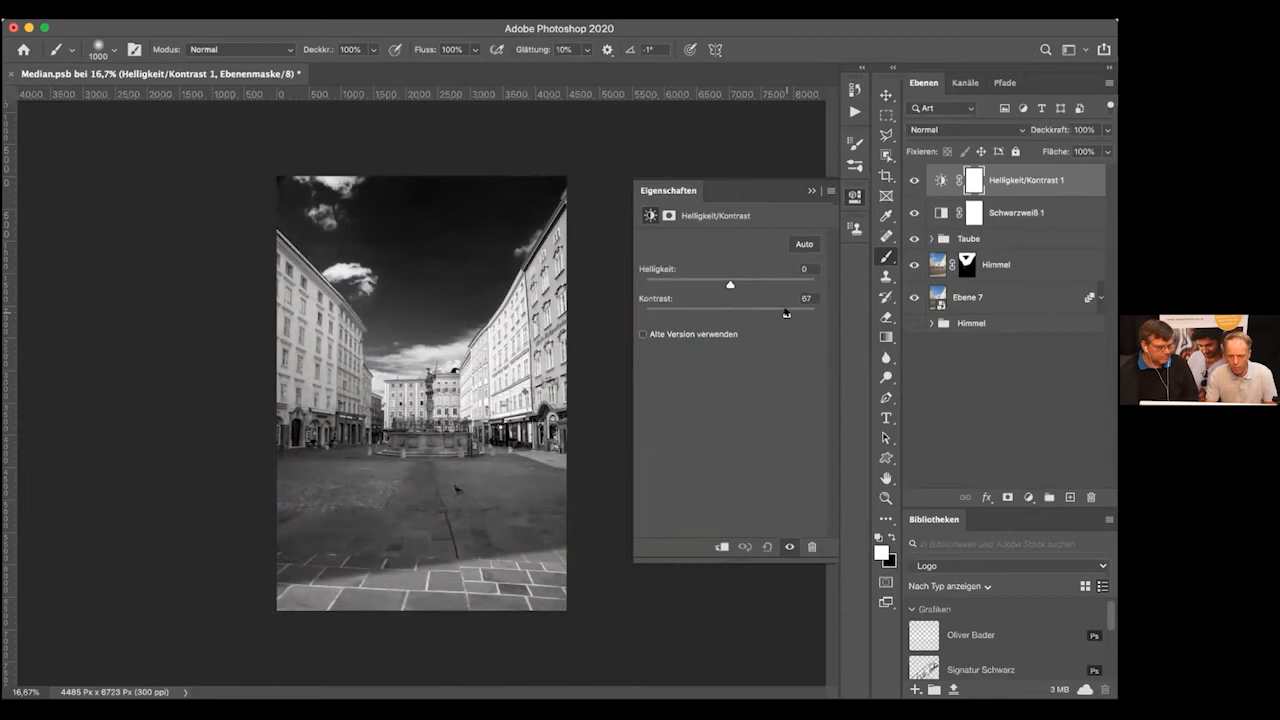 Adobe Photoshop 2020
1000 Modus: Normal Deckkr.: 100% Fluss: 100% Glättung: 10% -1°
× Median.psb bei 16,7% (Helligkeit/Kontrast 1, Ebenenmaske/8) *
4000 3500 3000 2500 2000 1500 1000 500 0 500 1000 1500 2000 2500 3000 3500 4000 4500 5000 5500 6000 6500 7000 7500 8000
Ebenen Kanäle Pfade
Art
Normal Deckkraft: 100%
Fixieren: Fläche: 100%
Helligkeit/Kontrast 1
Schwarzweiß 1
Taube
Himmel
Ebene 7
Himmel
fx
Eigenschaften
Helligkeit/Kontrast
Auto
Helligkeit: 0
Kontrast: 67
Alte Version verwenden
Bibliotheken
In Bibliotheken und Adobe Stock suchen
Logo
Nach Typ anzeigen
Grafiken
Oliver Bader Ps
Signatur Schwarz Ps
3 MB
16,67% 4485 Px x 6723 Px (300 ppi)